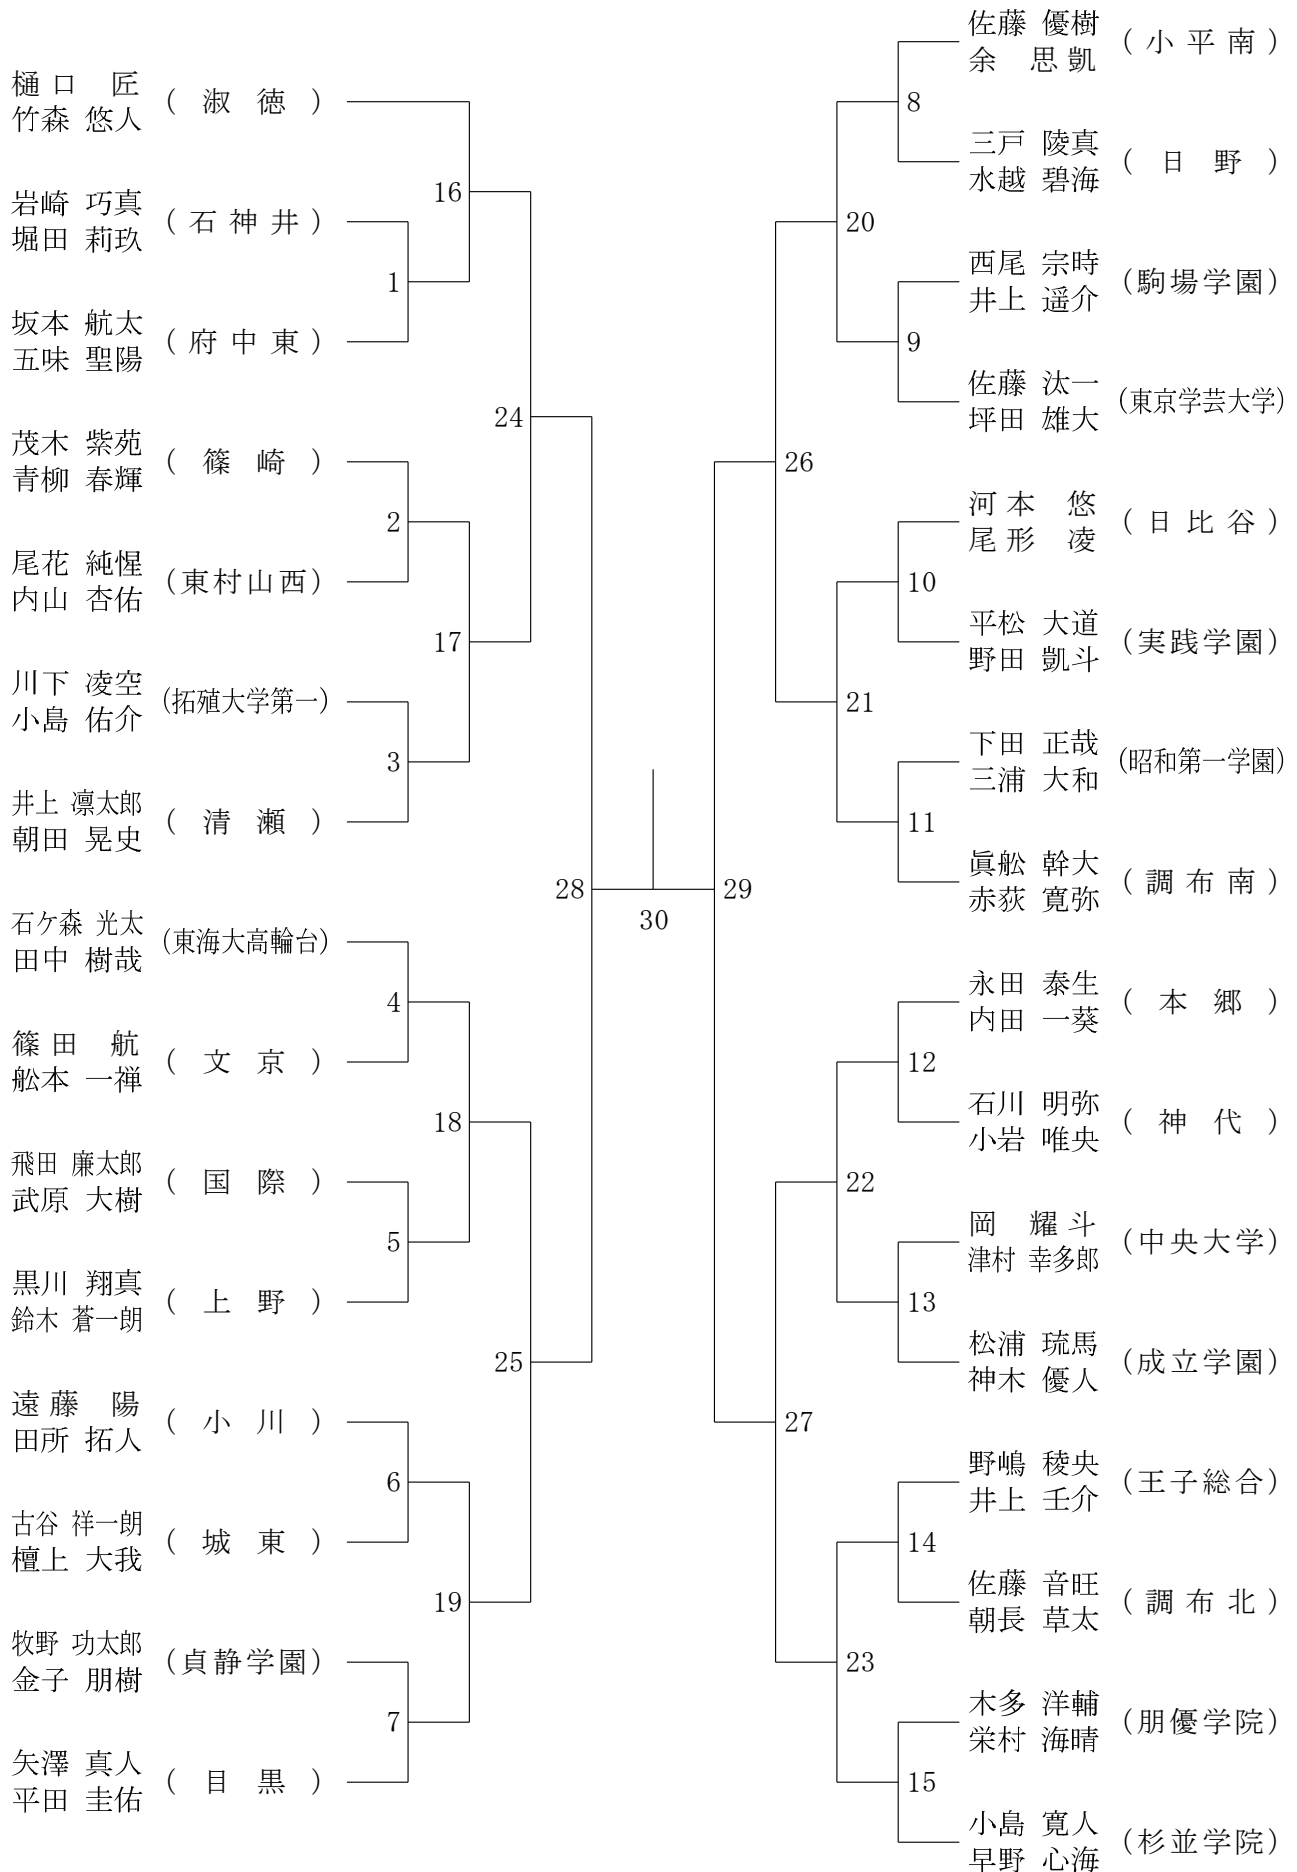 樋口 匠
竹森 悠人
(淑徳)
岩崎 巧真
堀田 莉玖
(石神井)
1
坂本 航太
五味 聖陽
(府中東)
16
茂木 紫苑
青柳 春輝
(篠崎)
2
尾花 純惺
内山 杏佑
(東村山西)
17
川下 凌空
小島 佑介
(拓殖大学第一)
3
井上 凛太郎
朝田 晃史
(清瀬)
24
石ケ森 光太
田中 樹哉
(東海大高輪台)
4
篠田 航
舩本 一禅
(文京)
18
飛田 廉太郎
武原 大樹
(国際)
5
黒川 翔真
鈴木 蒼一朗
(上野)
25
遠藤 陽
田所 拓人
(小川)
6
古谷 祥一朗
檀上 大我
(城東)
19
牧野 功太郎
金子 朋樹
(貞静学園)
7
矢澤 真人
平田 圭佑
(目黒)
28
30
29
佐藤 優樹
余 思凱
(小平南)
8
三戸 陵真
水越 碧海
(日野)
20
西尾 宗時
井上 遥介
(駒場学園)
9
佐藤 汰一
坪田 雄大
(東京学芸大学)
26
河本 悠
尾形 凌
(日比谷)
10
平松 大道
野田 凱斗
(実践学園)
21
下田 正哉
三浦 大和
(昭和第一学園)
11
眞舩 幹大
赤荻 寛弥
(調布南)
永田 泰生
内田 一葵
(本郷)
12
石川 明弥
小岩 唯央
(神代)
22
岡 耀斗
津村 幸多郎
(中央大学)
13
松浦 琉馬
神木 優人
(成立学園)
27
野嶋 稜央
井上 壬介
(王子総合)
14
佐藤 音旺
朝長 草太
(調布北)
23
木多 洋輔
栄村 海晴
(朋優学院)
15
小島 寛人
早野 心海
(杉並学院)